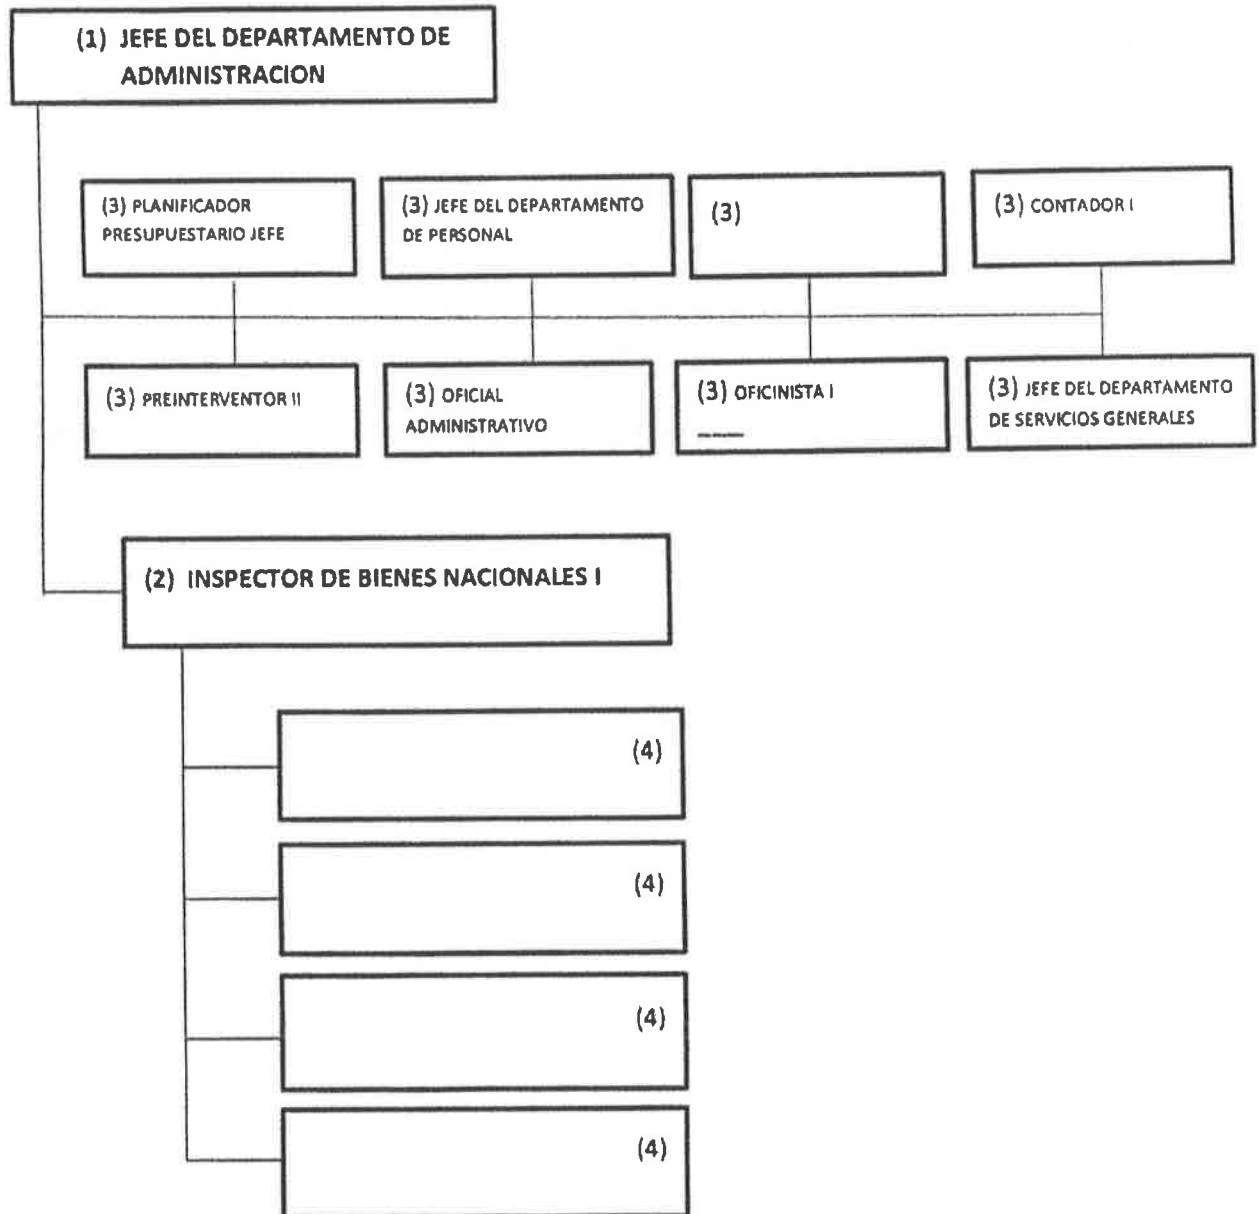 (1) JEFE DEL DEPARTAMENTO DE
ADMINISTRACION
(3) PLANIFICADOR
PRESUPUESTARIO JEFE
(3) JEFE DEL DEPARTAMENTO
DE PERSONAL
(3)
(3) CONTADOR I
(3) PREINTERVENTOR II
(3) OFICIAL
ADMINISTRATIVO
(3) OFICINISTA I
(3) JEFE DEL DEPARTAMENTO
DE SERVICIOS GENERALES
(2) INSPECTOR DE BIENES NACIONALES I
(4)
(4)
(4)
(4)